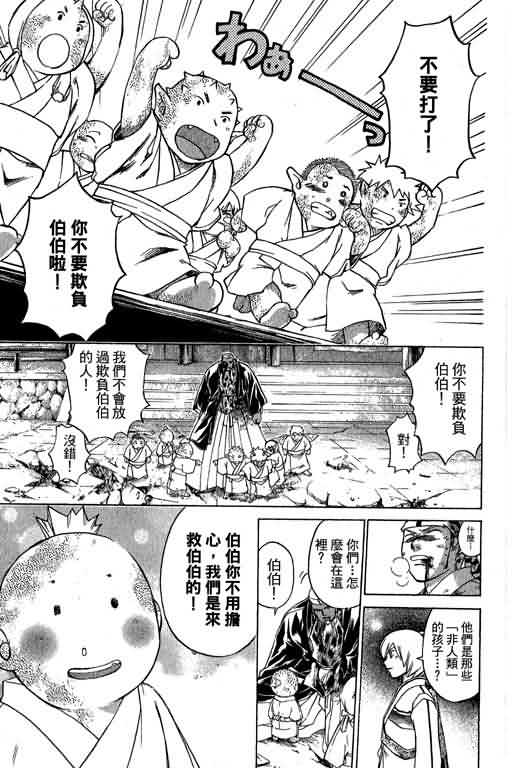 不要打了！
わぁーっ
你不要欺負
伯伯啦！
你不要欺負
伯伯！
對！
我們不會放
過欺負伯伯
的人！
沒錯！
什麼！
他們是那些
「非人類」
的孩子…？
你們…怎
麼會在這
裡？
伯伯！
伯伯你不用擔
心，我們是來
救伯伯的！